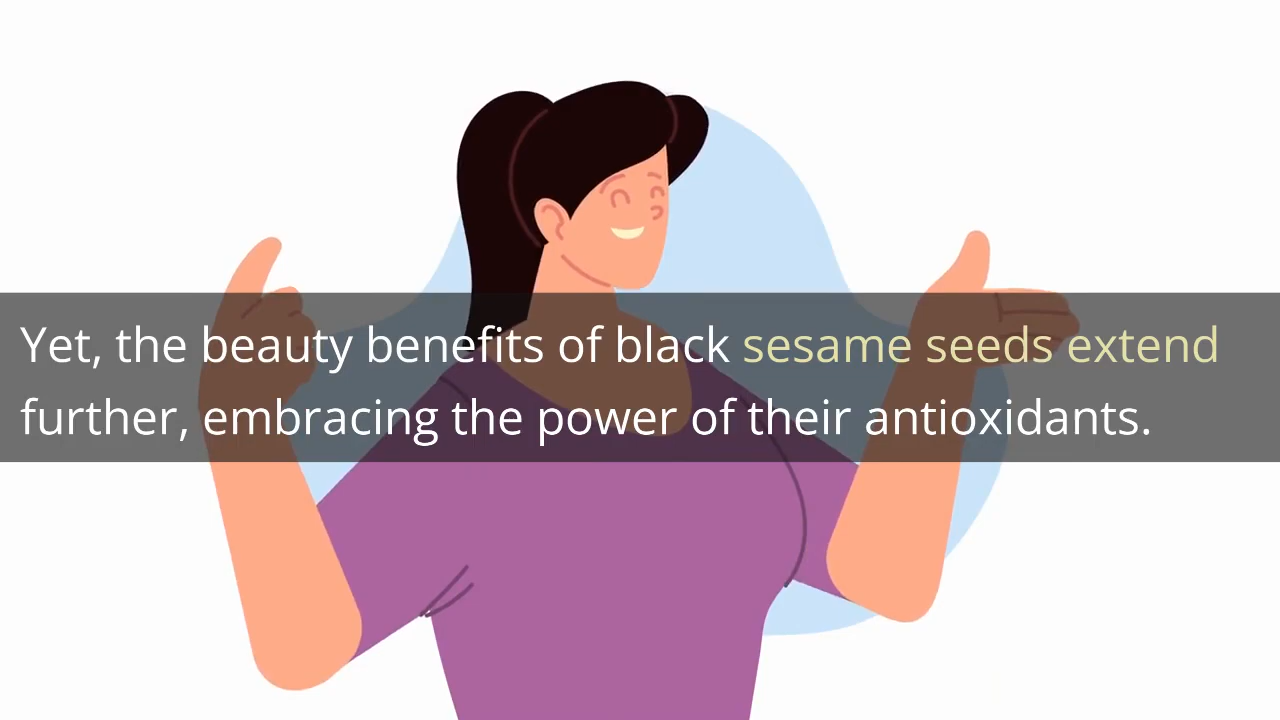 Yet, the beauty benefits of black sesame seeds extend
further, embracing the power of their antioxidants.